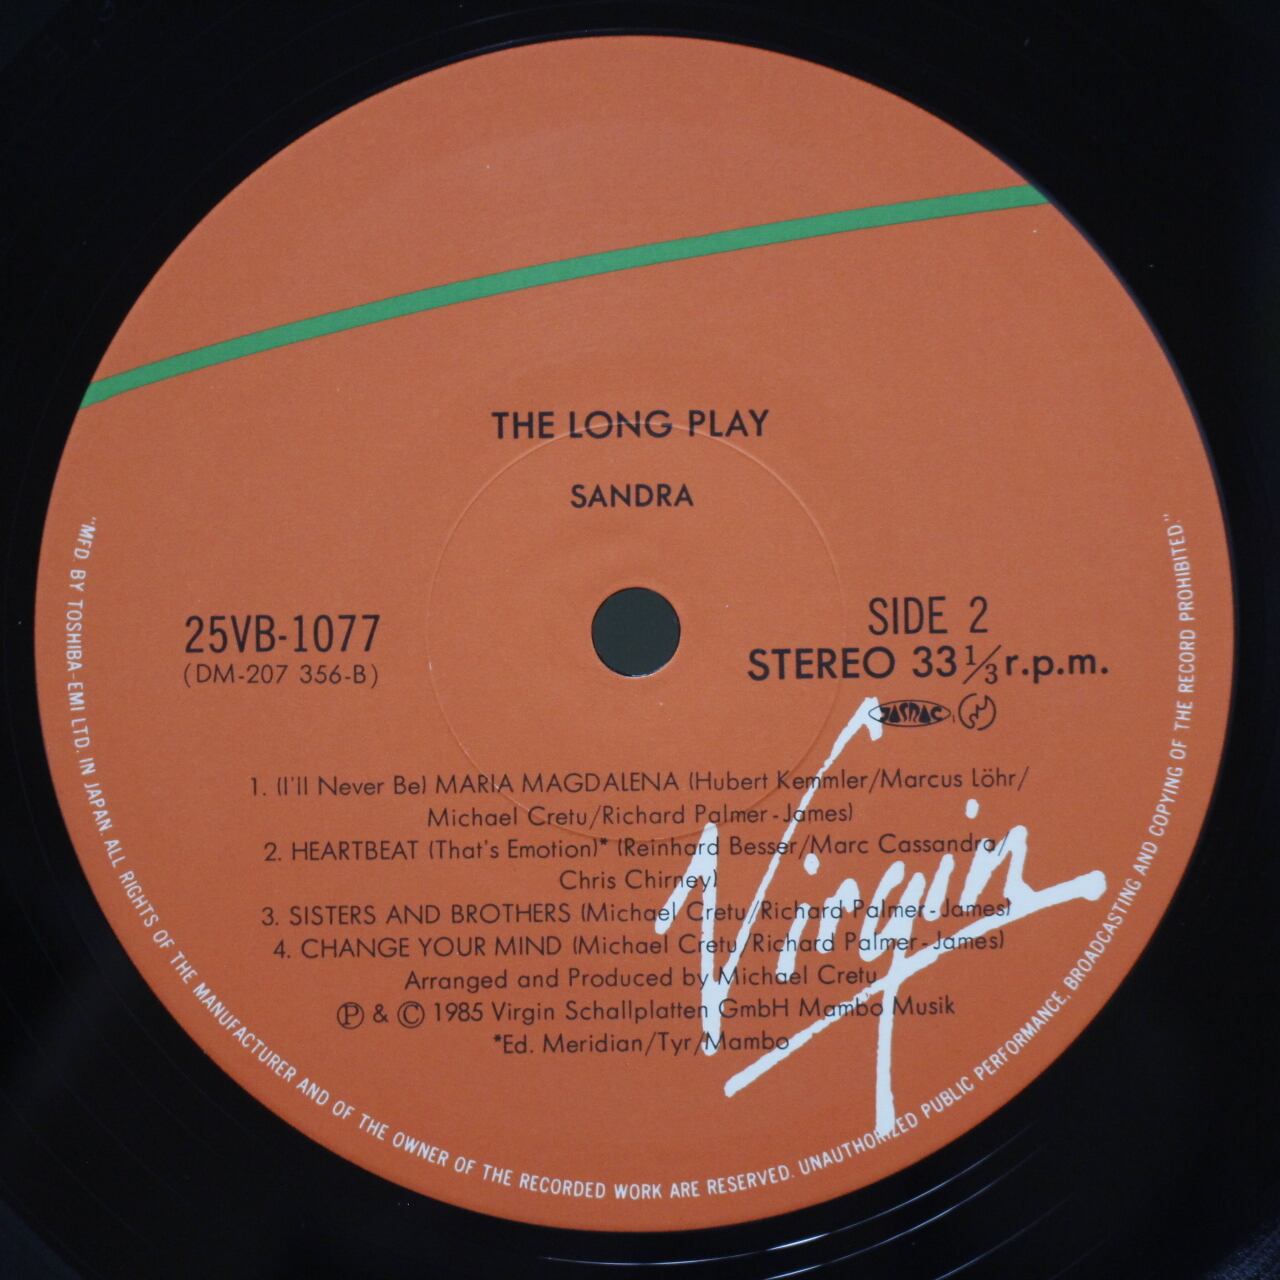 THE LONG PLAY
SANDRA
25VB-1077
(DM-207 356-B)
SIDE 2
STEREO 33 1/3 r.p.m.
JASRAC
1. (I'll Never Be) MARIA MAGDALENA (Hubert Kemmler/Marcus Löhr/
Michael Cretu/Richard Palmer-James)
2. HEARTBEAT (That's Emotion)* (Reinhard Besser/Marc Cassandra/
Chris Chirney)
3. SISTERS AND BROTHERS (Michael Cretu/Richard Palmer-James)
4. CHANGE YOUR MIND (Michael Cretu/Richard Palmer-James)
Arranged and Produced by Michael Cretu
℗ & © 1985 Virgin Schallplatten GmbH Mambo Musik
*Ed. Meridian/Tyr/Mambo
Virgin
"MFD. BY TOSHIBA-EMI LTD. IN JAPAN ALL RIGHTS OF THE MANUFACTURER AND OF THE OWNER OF THE RECORDED WORK ARE RESERVED. UNAUTHORIZED PUBLIC PERFORMANCE, BROADCASTING AND COPYING OF THE RECORD PROHIBITED."